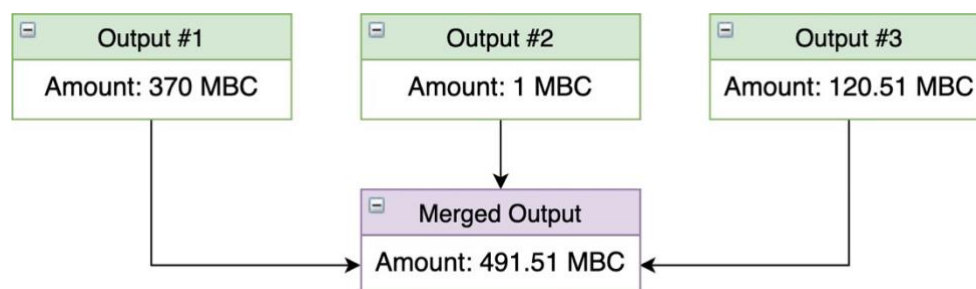 Output #1
Amount: 370 MBC
Output #2
Amount: 1 MBC
Output #3
Amount: 120.51 MBC
Merged Output
Amount: 491.51 MBC